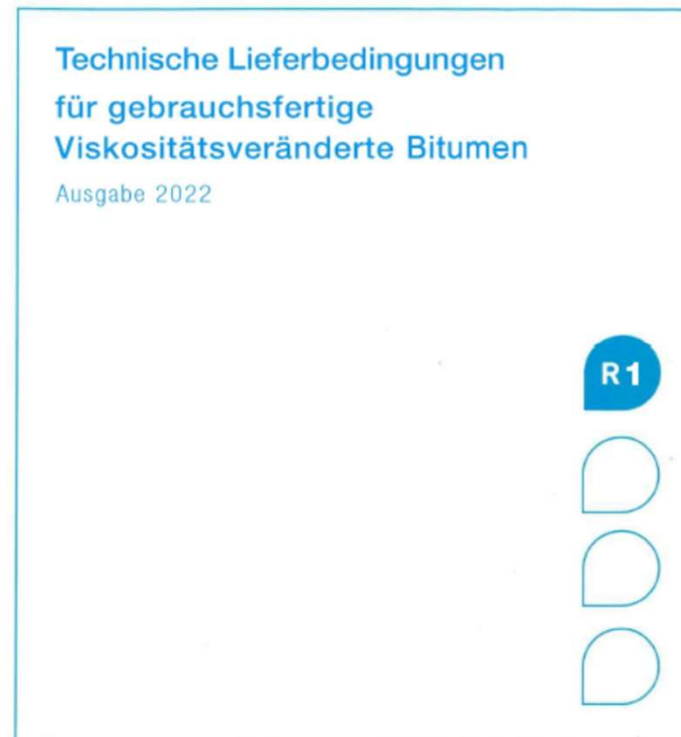 Technische Lieferbedingungen
für gebrauchsfertige
Viskositätsveränderte Bitumen
Ausgabe 2022
R1